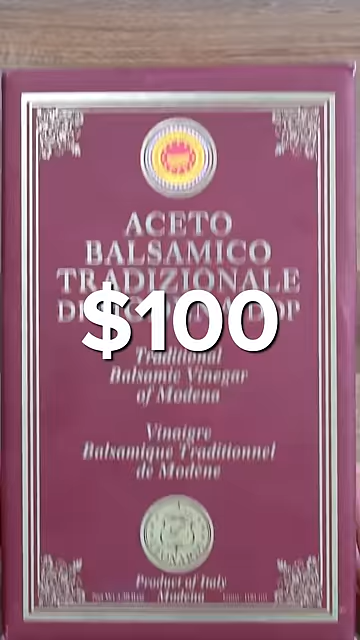 ACETO
BALSAMICO
TRADIZIONALE
$100
Traditional
Balsamic Vinegar
of Modena
Vinaigre
Balsamique Traditionnel
de Modène
Product of Italy
Modena